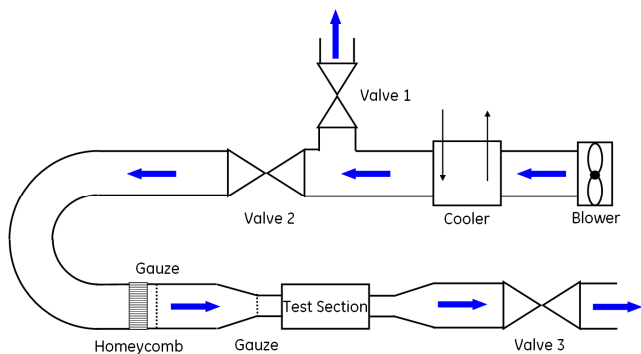 Valve 1
Valve 2
Cooler
Blower
Gauze
Test Section
Homeycomb
Gauze
Valve 3